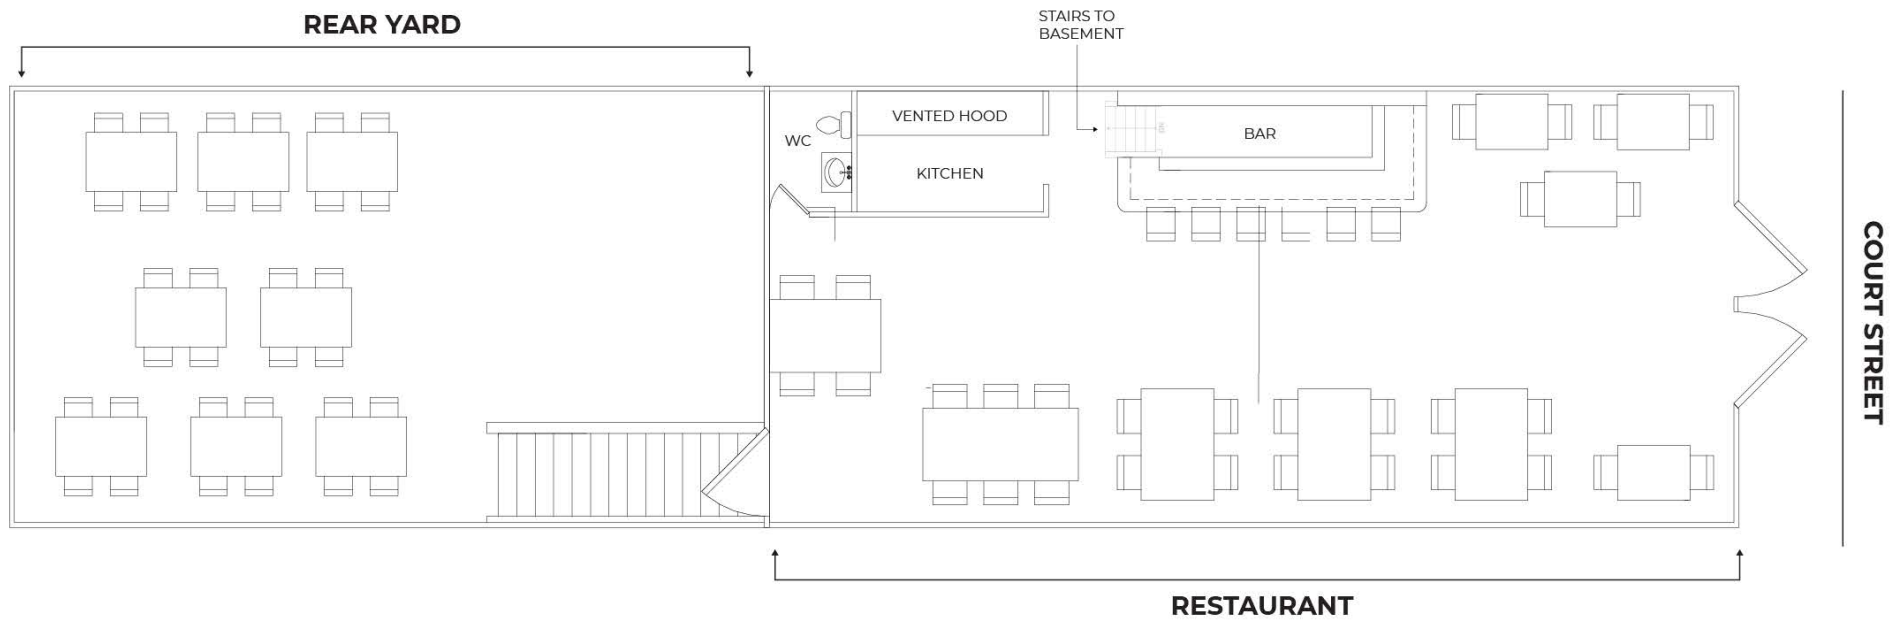 REAR YARD
STAIRS TO
BASEMENT
VENTED HOOD
WC
BAR
KITCHEN
COURT STREET
RESTAURANT